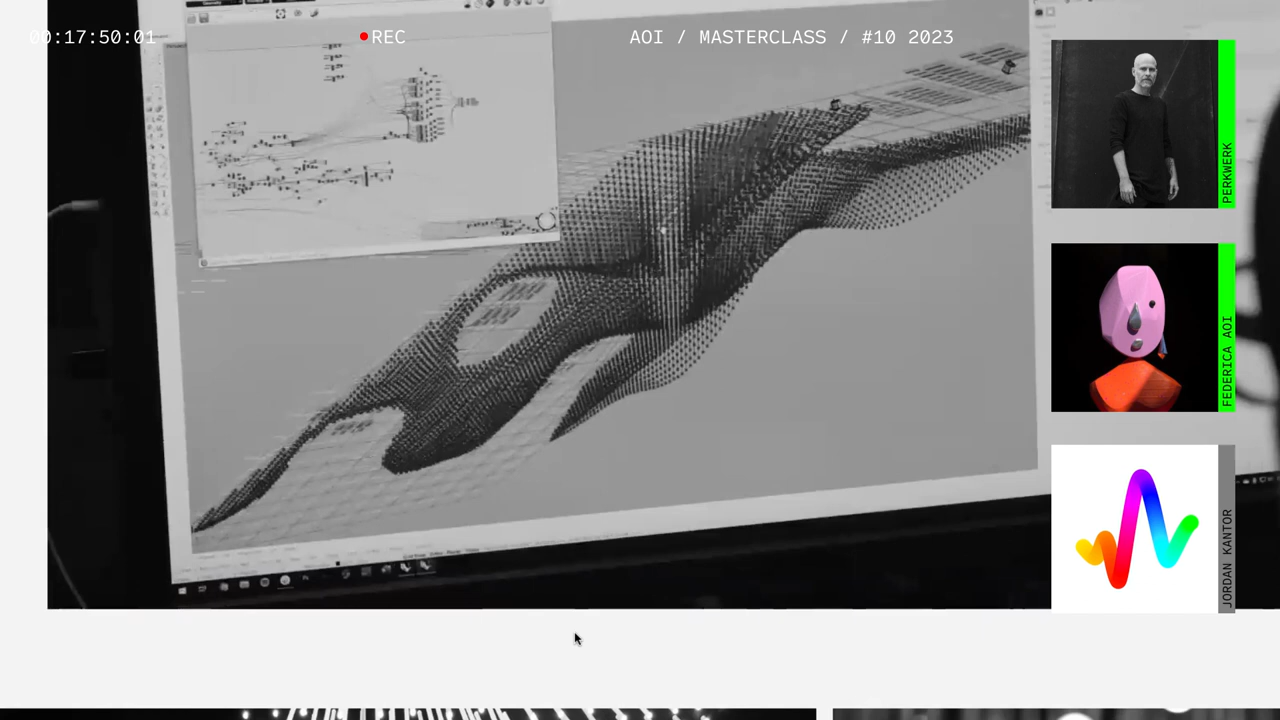 00:17:50:01
REC
AOI / MASTERCLASS / #10 2023
PERKWERK
FEDERICA AOI
JORDAN KANTOR